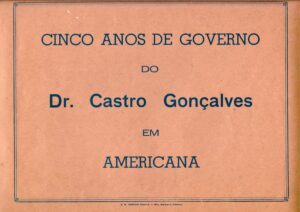 CINCO ANOS DE GOVERNO
DO
Dr. Castro Gonçalves
EM
AMERICANA